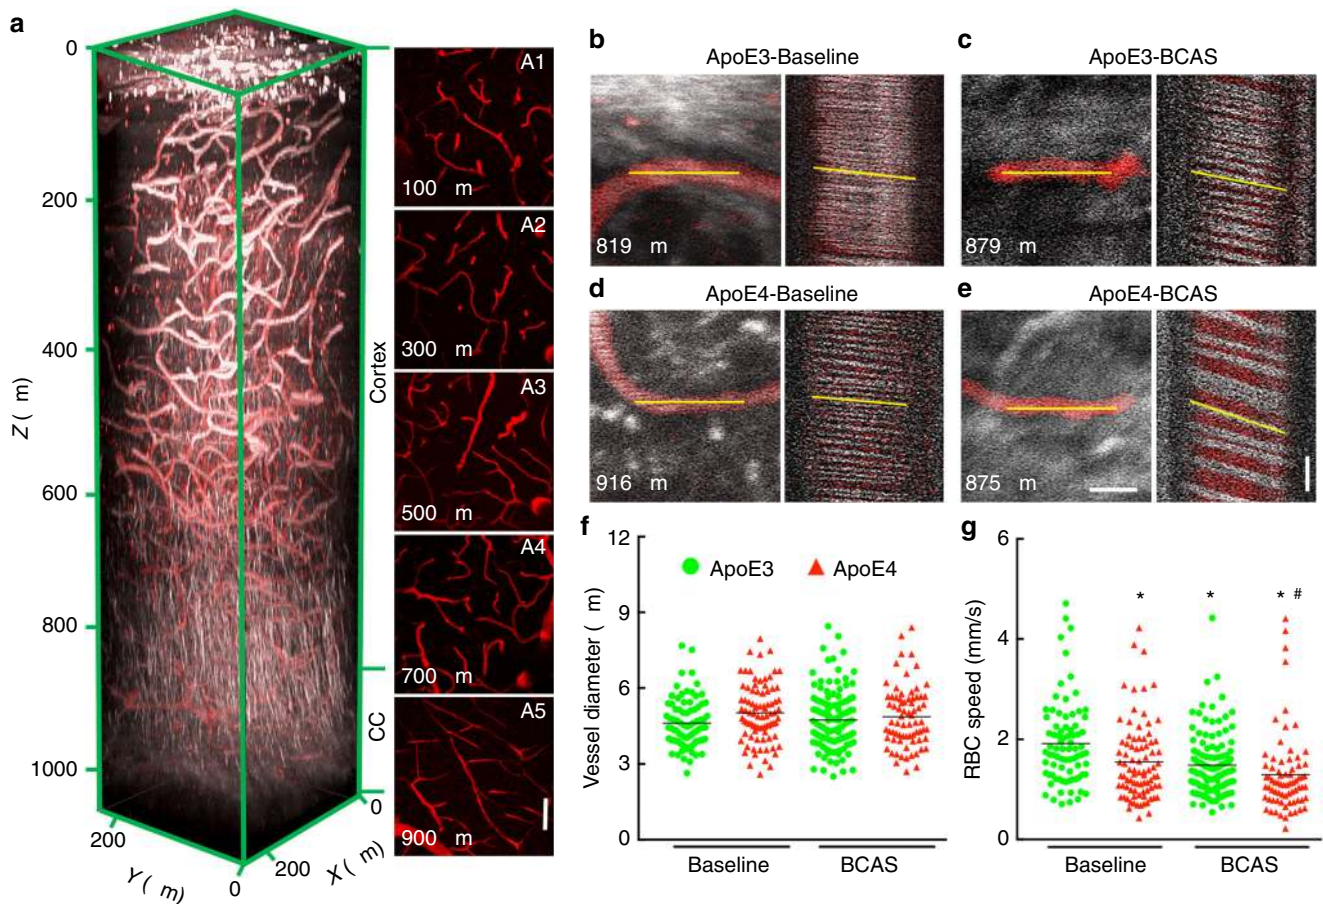 a
0
200
400
600
800
1000
Z ( m)
200
Y ( m)
0
200
X ( m)
0
Cortex
CC
A1
100 m
A2
300 m
A3
500 m
A4
700 m
A5
900 m
b
ApoE3-Baseline
819 m
c
ApoE3-BCAS
879 m
d
ApoE4-Baseline
916 m
e
ApoE4-BCAS
875 m
f
12
9
6
3
0
Vessel diameter ( m)
ApoE3
ApoE4
Baseline
BCAS
g
6
4
2
0
RBC speed (mm/s)
*
*
* #
Baseline
BCAS